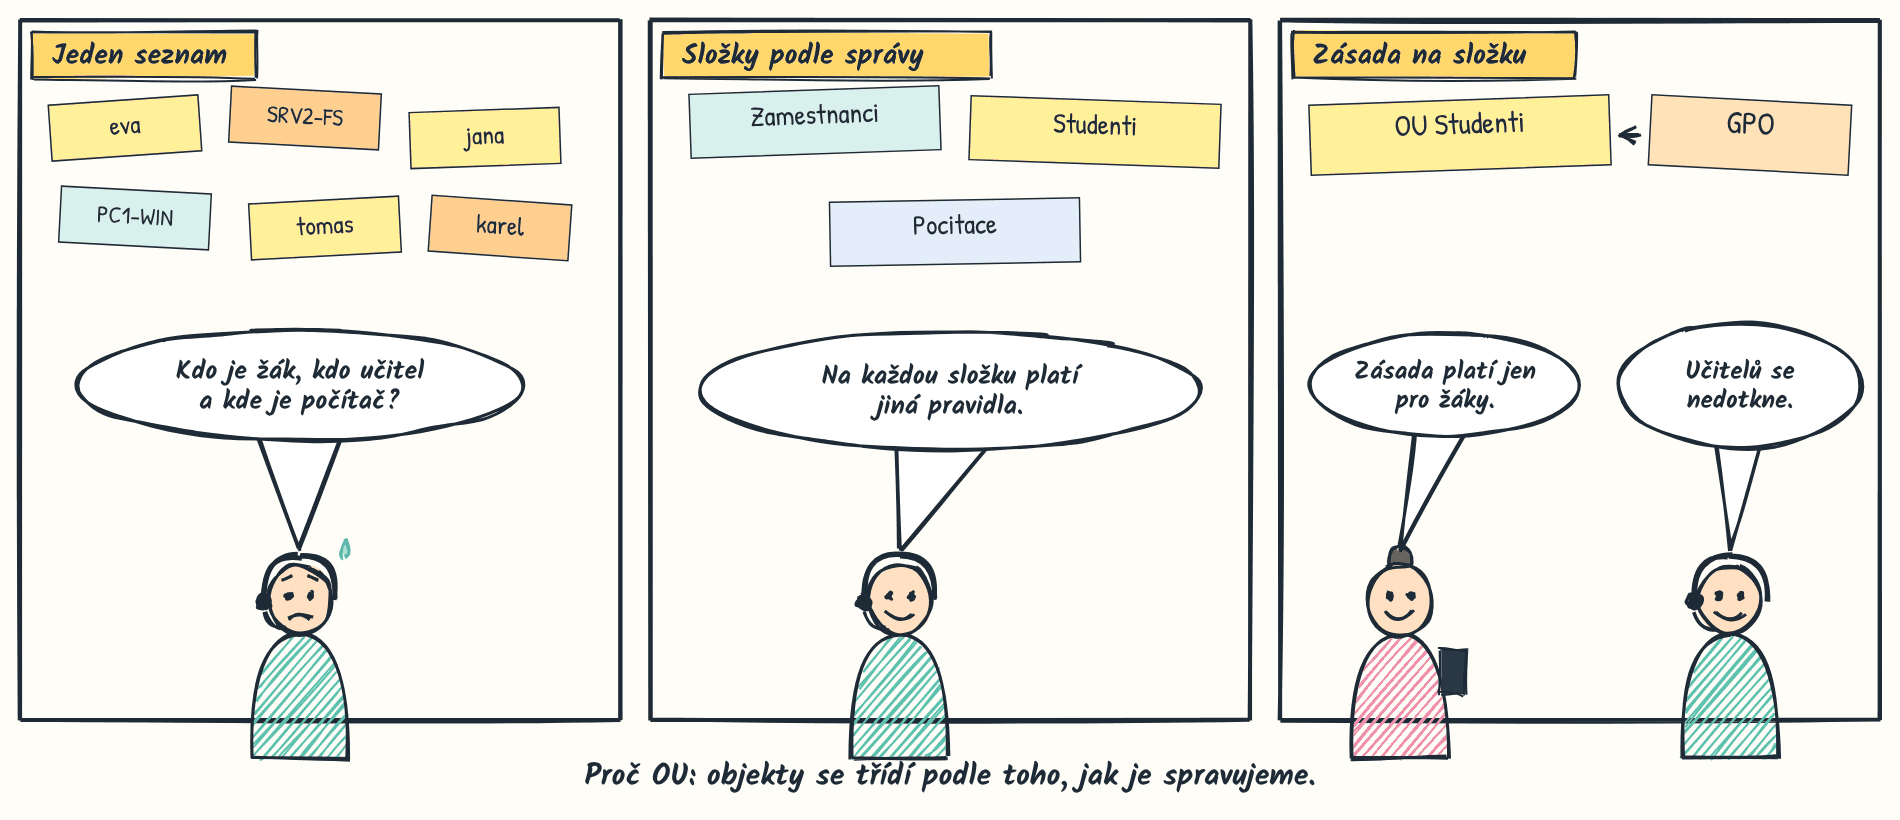 Jeden seznam
eva
SRV2-FS
jana
PC1-WIN
tomas
karel
Kdo je žák, kdo učitel
a kde je počítač?
Složky podle správy
Zamestnanci
Studenti
Pocitace
Na každou složku platí
jiná pravidla.
Zásada na složku
OU Studenti
GPO
Zásada platí jen
pro žáky.
Učitelů se
nedotkne.
Proč OU: objekty se třídí podle toho, jak je spravujeme.